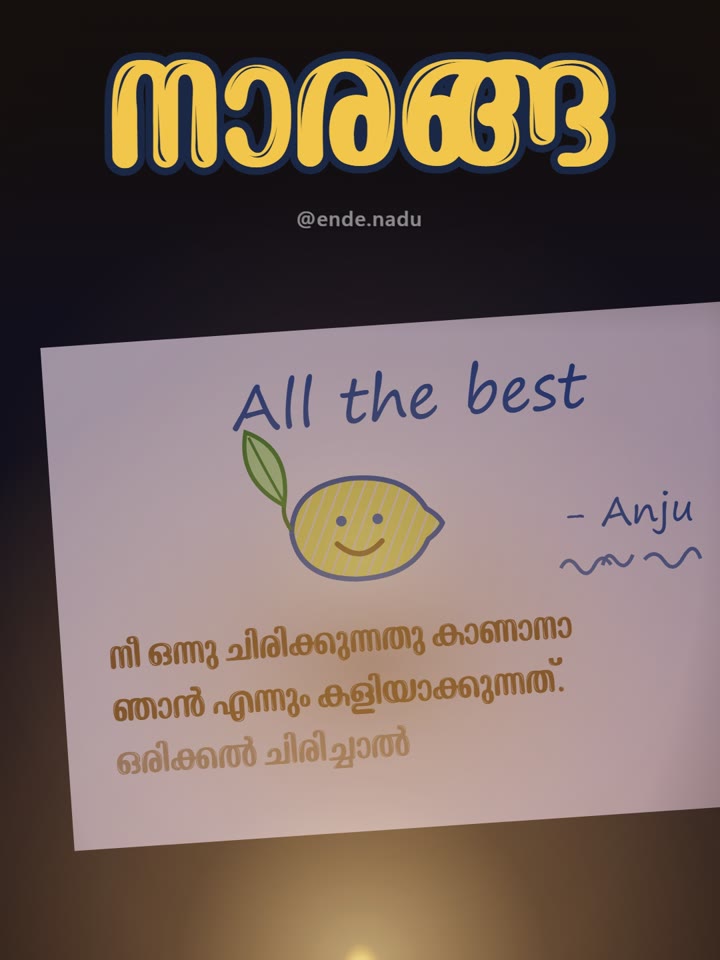 നാരങ്ങ
@ende.nadu
All the best
- Anju
നീ ഒന്നു ചിരിക്കുന്നതു കാണാനാ
ഞാൻ എന്നും കളിയാക്കുന്നത്.
ഒരിക്കൽ ചിരിച്ചാൽ